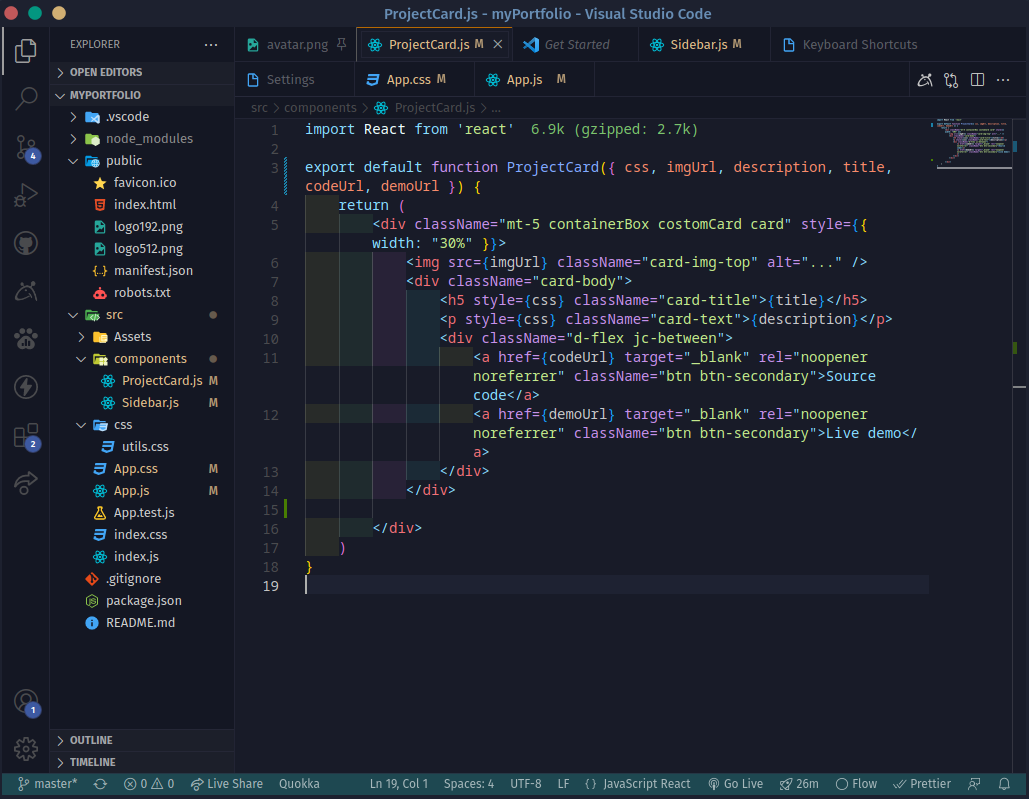 ProjectCard.js - myPortfolio - Visual Studio Code
EXPLORER ...
OPEN EDITORS
MYPORTFOLIO
.vscode
node_modules
public
favicon.ico
index.html
logo192.png
logo512.png
manifest.json
robots.txt
src
Assets
components
ProjectCard.js M
Sidebar.js M
css
utils.css
App.css M
App.js M
App.test.js
index.css
index.js
.gitignore
package.json
README.md
OUTLINE
TIMELINE
4
2
1
avatar.png ProjectCard.js M Get Started Sidebar.js M Keyboard Shortcuts
Settings App.css M App.js M ...
src > components > ProjectCard.js > ...
1 import React from 'react' 6.9k (gzipped: 2.7k)
2
3 export default function ProjectCard({ css, imgUrl, description, title,
codeUrl, demoUrl }) {
4 return (
5 <div className="mt-5 containerBox costomCard card" style={{
width: "30%" }}>
6 <img src={imgUrl} className="card-img-top" alt="..." />
7 <div className="card-body">
8 <h5 style={css} className="card-title">{title}</h5>
9 <p style={css} className="card-text">{description}</p>
10 <div className="d-flex jc-between">
11 <a href={codeUrl} target="_blank" rel="noopener
noreferrer" className="btn btn-secondary">Source
code</a>
12 <a href={demoUrl} target="_blank" rel="noopener
noreferrer" className="btn btn-secondary">Live demo</
a>
13 </div>
14 </div>
15
16 </div>
17 )
18 }
19
master* 0 0 Live Share Quokka Ln 19, Col 1 Spaces: 4 UTF-8 LF {} JavaScript React Go Live 26m Flow Prettier